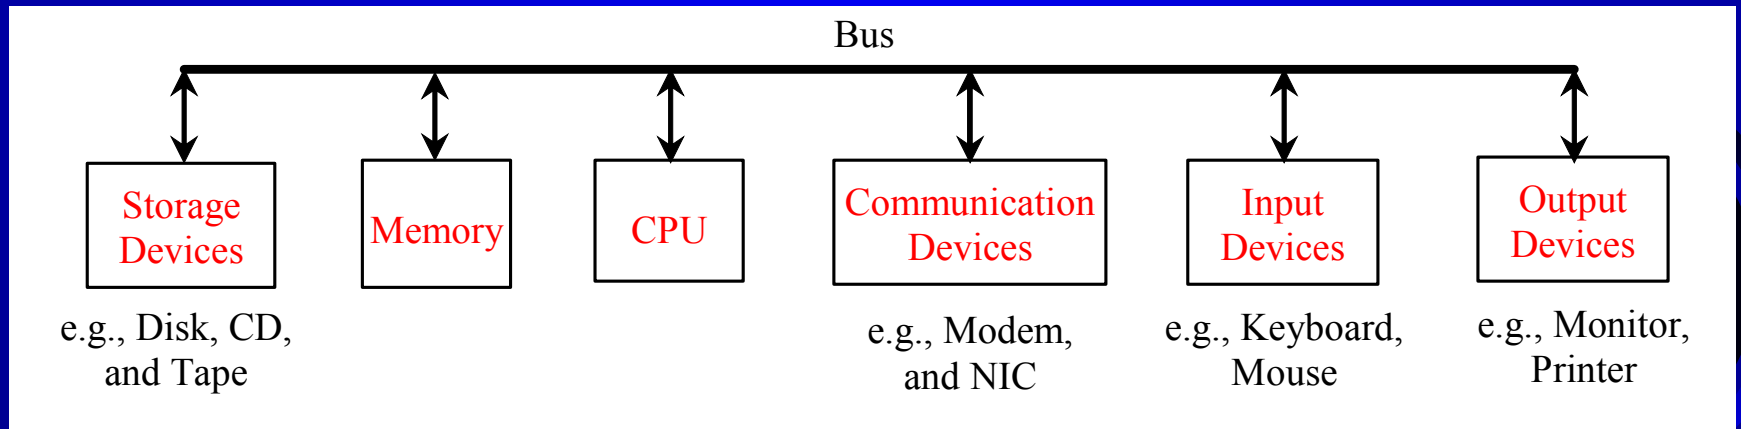 Bus
Storage
Devices
Memory
CPU
Communication
Devices
Input
Devices
Output
Devices
e.g., Disk, CD,
and Tape
e.g., Modem,
and NIC
e.g., Keyboard,
Mouse
e.g., Monitor,
Printer